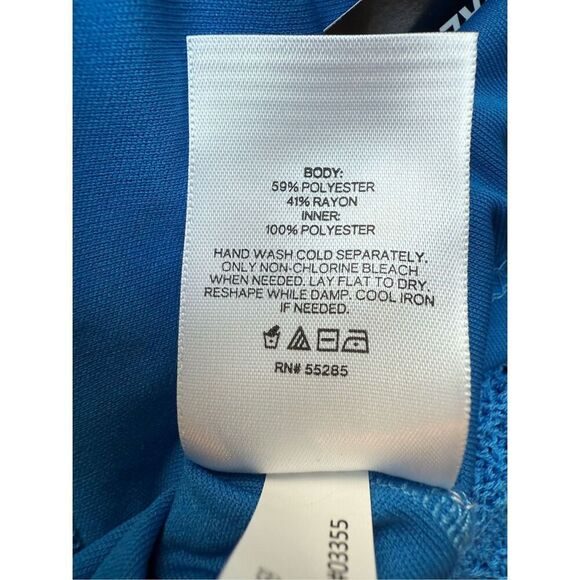 BODY:
59% POLYESTER
41% RAYON
INNER:
100% POLYESTER
HAND WASH COLD SEPARATELY.
ONLY NON-CHLORINE BLEACH
WHEN NEEDED. LAY FLAT TO DRY.
RESHAPE WHILE DAMP. COOL IRON
IF NEEDED.
RN# 55285
#03355